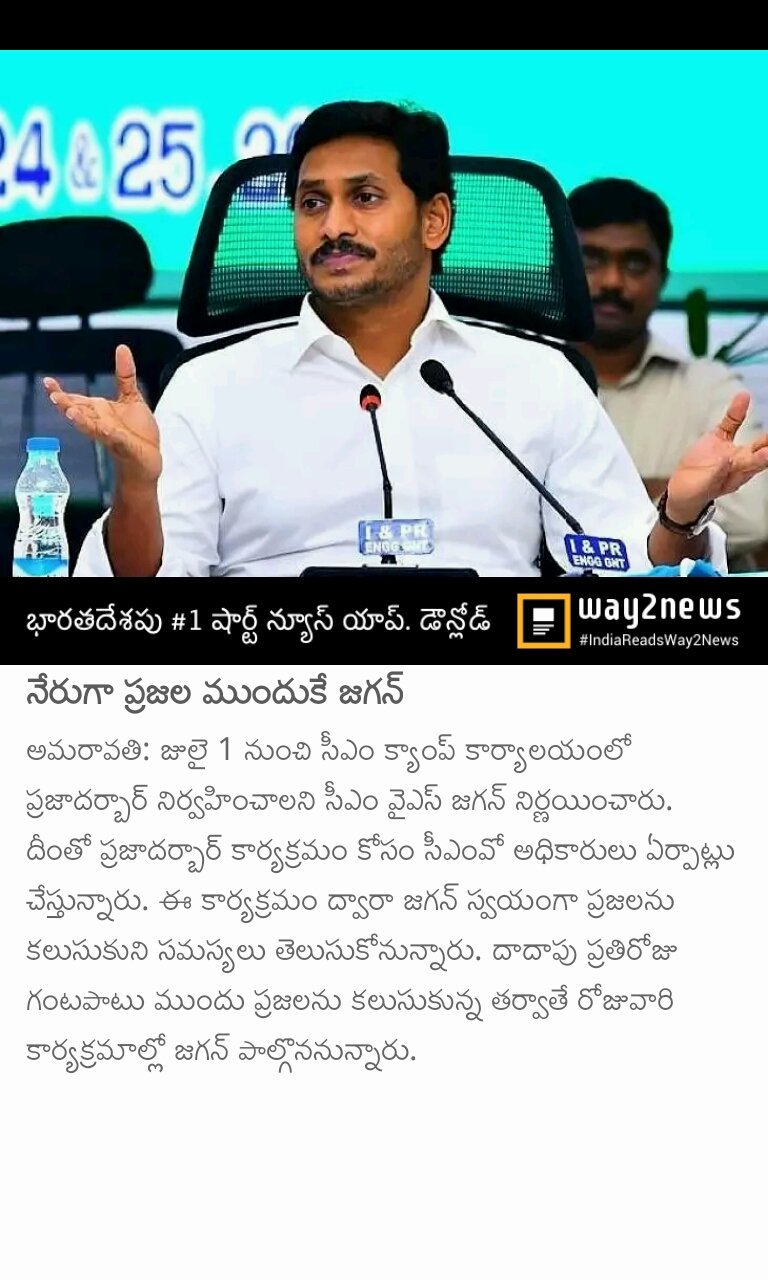 24 & 25, 20
I & PR
ENGG GNT
I & PR
ENGG GNT
భారతదేశపు #1 షార్ట్ న్యూస్ యాప్. డౌన్లోడ్
way2news
#IndiaReadsWay2News
నేరుగా ప్రజల ముందుకే జగన్
అమరావతి: జులై 1 నుంచి సీఎం క్యాంప్ కార్యాలయంలో
ప్రజాదర్బార్ నిర్వహించాలని సీఎం వైఎస్ జగన్ నిర్ణయించారు.
దీంతో ప్రజాదర్బార్ కార్యక్రమం కోసం సీఎంవో అధికారులు ఏర్పాట్లు
చేస్తున్నారు. ఈ కార్యక్రమం ద్వారా జగన్ స్వయంగా ప్రజలను
కలుసుకుని సమస్యలు తెలుసుకోనున్నారు. దాదాపు ప్రతిరోజు
గంటపాటు ముందు ప్రజలను కలుసుకున్న తర్వాతే రోజువారి
కార్యక్రమాల్లో జగన్ పాల్గొననున్నారు.